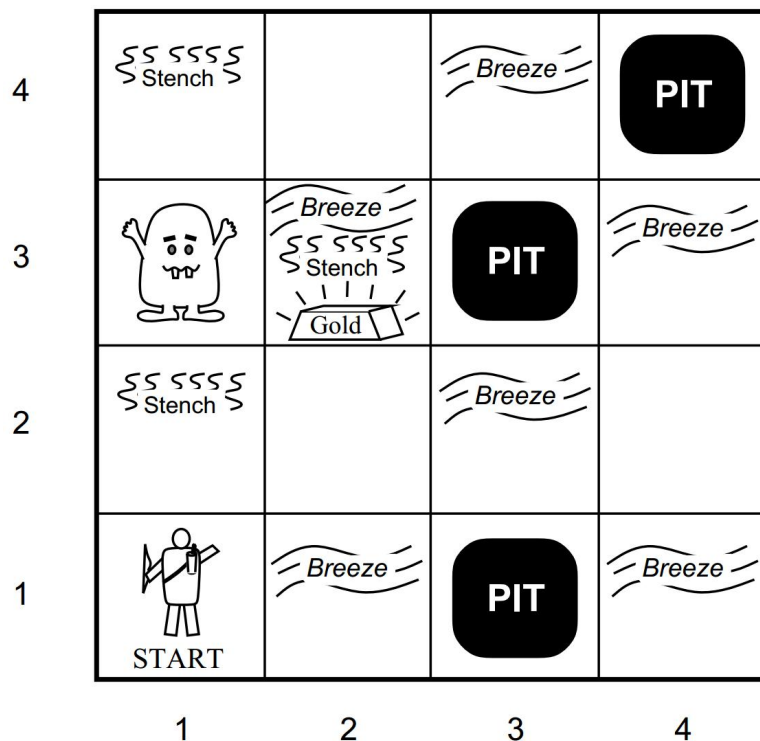 4
Stench
Breeze
PIT
3
Breeze
Stench
Gold
PIT
Breeze
2
Stench
Breeze
1
START
Breeze
PIT
Breeze
1 2 3 4